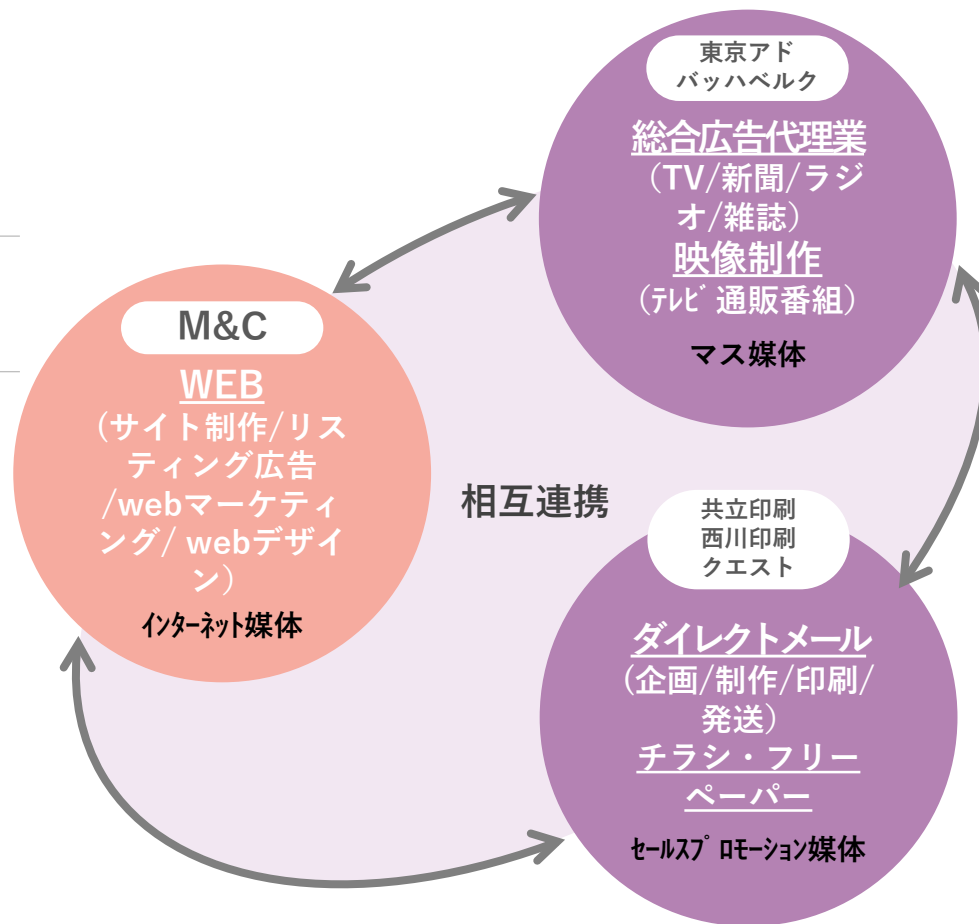 東京アド
バッハベルク
総合広告代理業
（TV/新聞/ラジ
オ/雑誌）
映像制作
（ﾃﾚﾋﾞ通販番組）
マス媒体
M&C
WEB
（サイト制作/リス
ティング広告
/webマーケティ
ング/ webデザイ
ン）
ｲﾝﾀｰﾈｯﾄ媒体
相互連携
共立印刷
西川印刷
クエスト
ダイレクトメール
（企画/制作/印刷/
発送）
チラシ・フリー
ペーパー
ｾｰﾙｽﾌﾟﾛﾓｰｼｮﾝ媒体